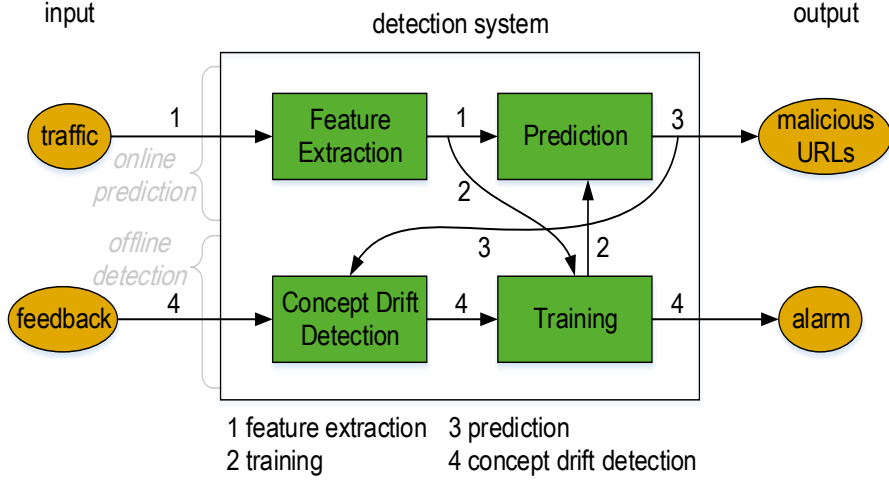 input
detection system
output
traffic
1
Feature
Extraction
1
Prediction
3
malicious
URLs
online
prediction
2
offline
detection
3
2
feedback
4
Concept Drift
Detection
4
Training
4
alarm
1 feature extraction
3 prediction
2 training
4 concept drift detection